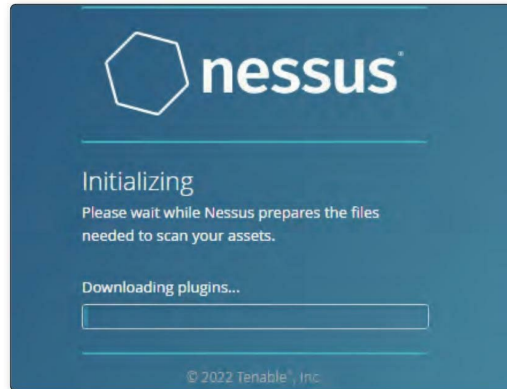 nessus®
Initializing
Please wait while Nessus prepares the files
needed to scan your assets.
Downloading plugins...
© 2022 Tenable®, Inc.